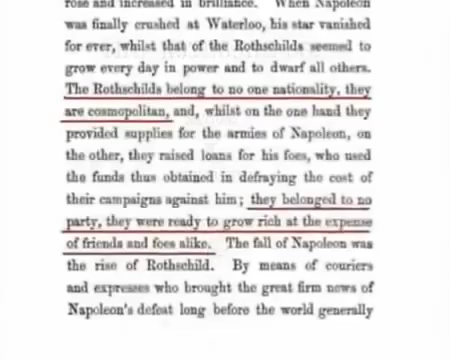 rose and increased in brilliance. When Napoleon
was finally crushed at Waterloo, his star vanished
for ever, whilst that of the Rothschilds seemed to
grow every day in power and to dwarf all others.
The Rothschilds belong to no one nationality, they
are cosmopolitan, and, whilst on the one hand they
provided supplies for the armies of Napoleon, on
the other, they raised loans for his foes, who used
the funds thus obtained in defraying the cost of
their campaigns against him; they belonged to no
party, they were ready to grow rich at the expense
of friends and foes alike. The fall of Napoleon was
the rise of Rothschild. By means of couriers
and expresses who brought the great firm news of
Napoleon's defeat long before the world generally